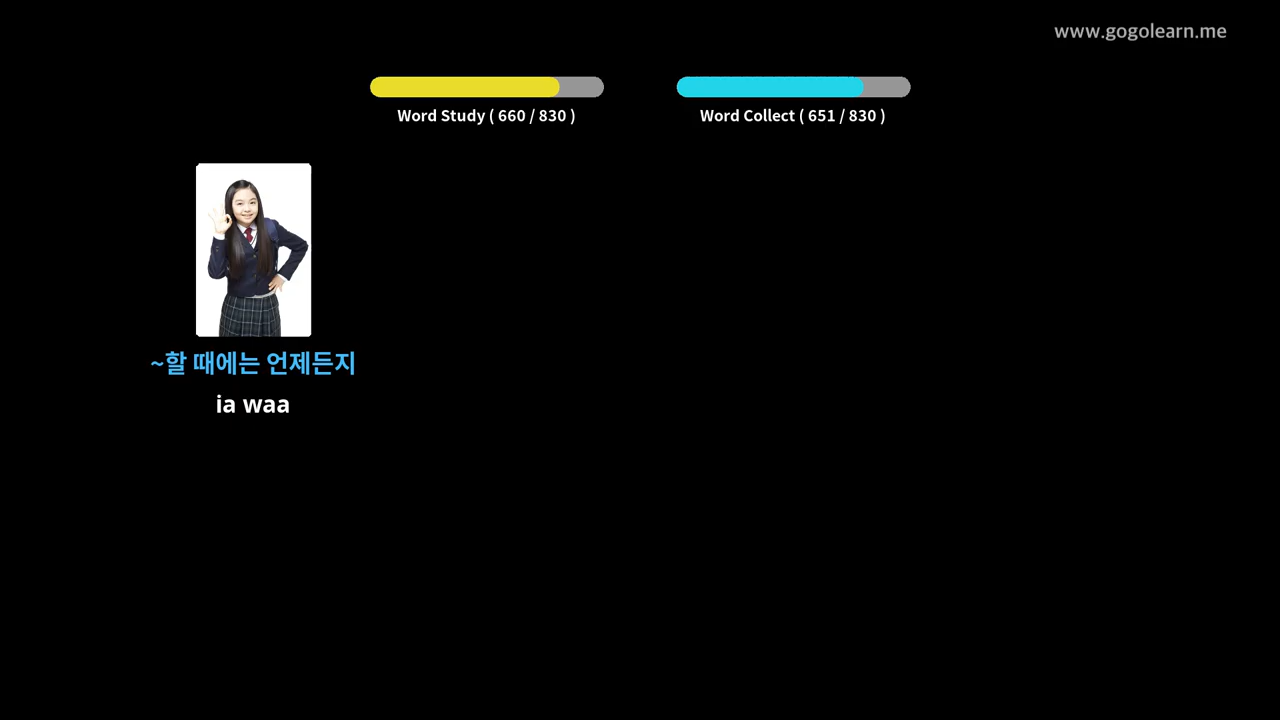 www.gogolearn.me
Word Study ( 660 / 830 )
Word Collect ( 651 / 830 )
~할 때에는 언제든지
ia waa